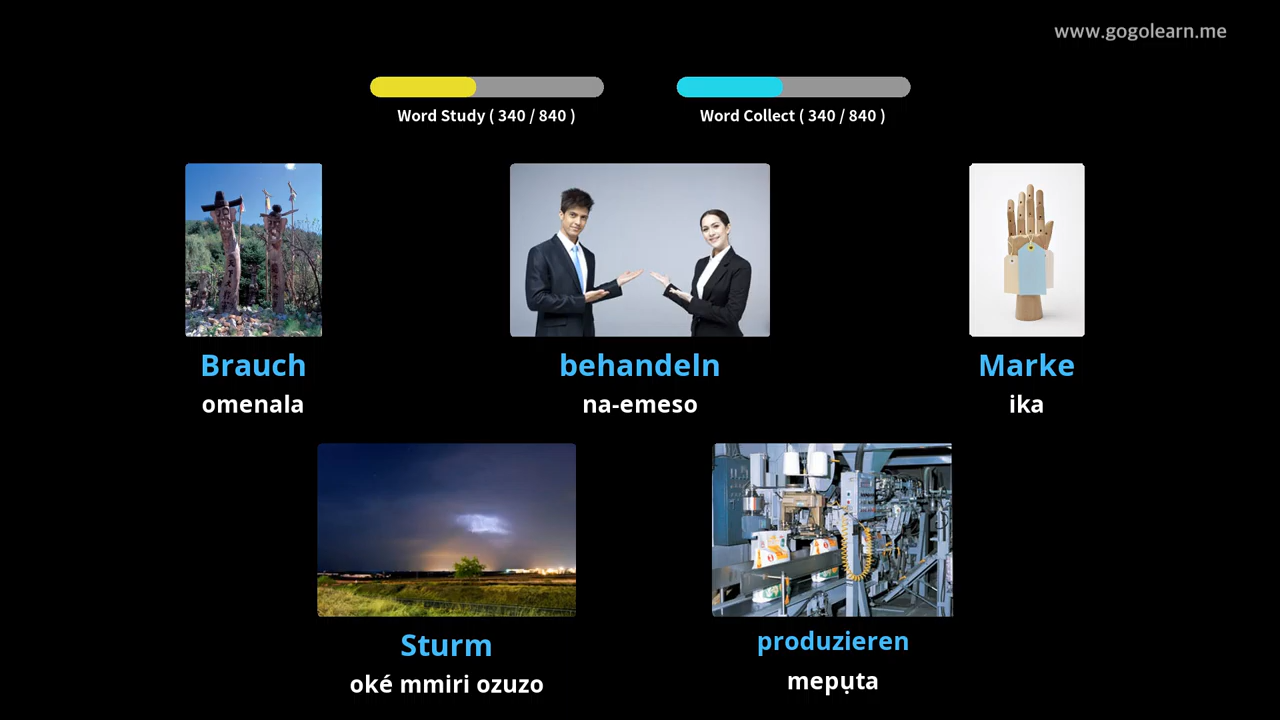 www.gogolearn.me
Word Study ( 340 / 840 )
Word Collect ( 340 / 840 )
Brauch
omenala
behandeln
na-emeso
Marke
ika
Sturm
oké mmiri ozuzo
produzieren
mepụta